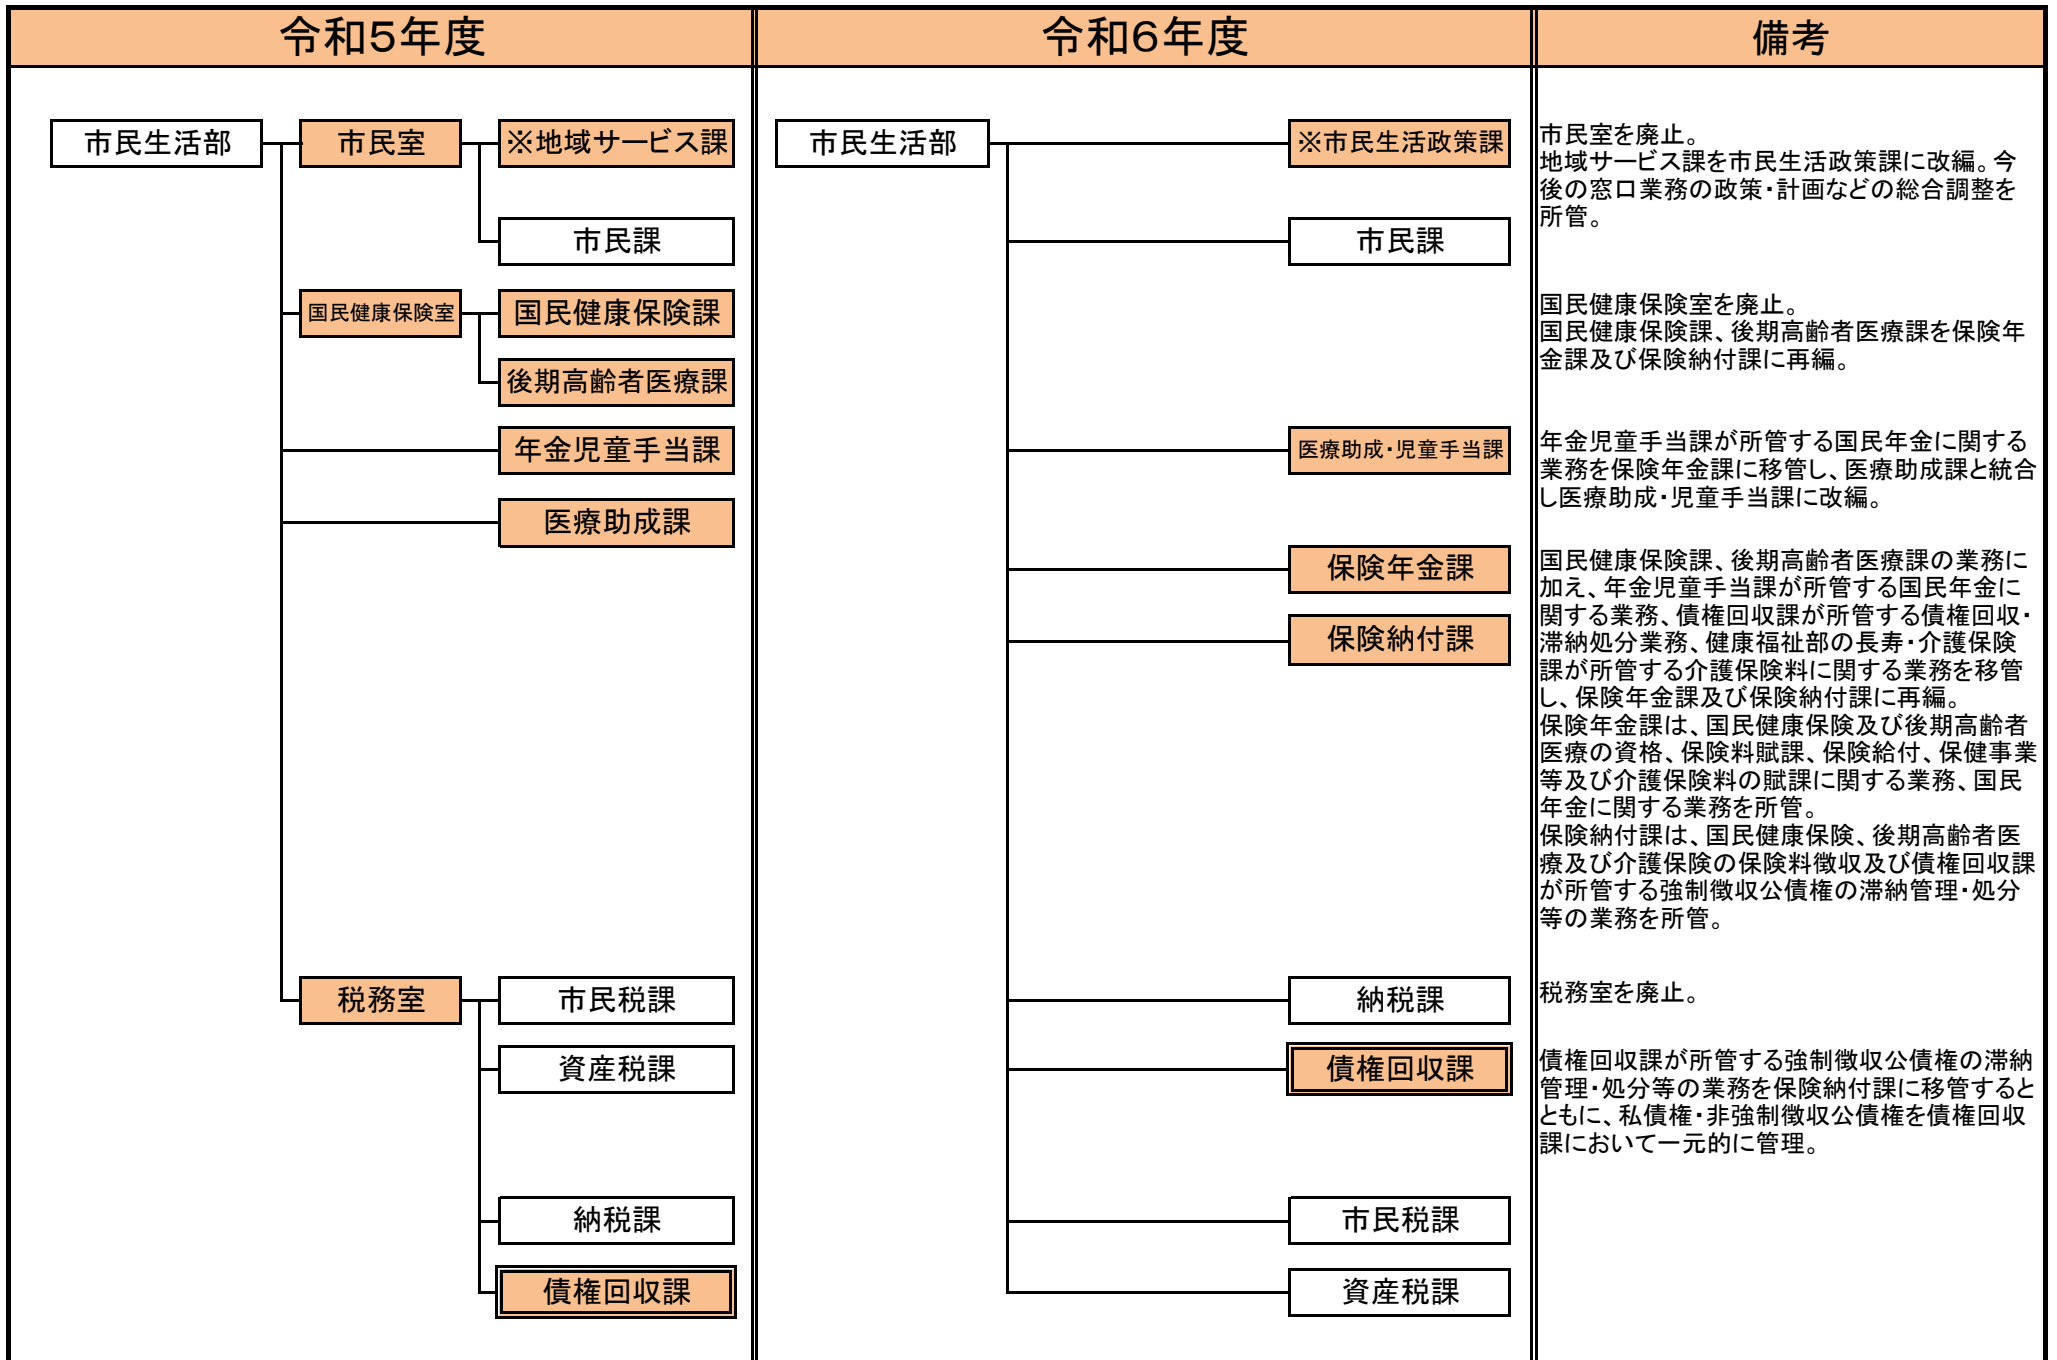 令和5年度
令和6年度
備考
市民生活部
市民室
※地域サービス課
市民課
国民健康保険室
国民健康保険課
後期高齢者医療課
年金児童手当課
医療助成課
税務室
市民税課
資産税課
納税課
債権回収課
市民生活部
※市民生活政策課
市民課
医療助成・児童手当課
保険年金課
保険納付課
納税課
債権回収課
市民税課
資産税課
市民室を廃止。
地域サービス課を市民生活政策課に改編。今
後の窓口業務の政策・計画などの総合調整を
所管。
国民健康保険室を廃止。
国民健康保険課、後期高齢者医療課を保険年
金課及び保険納付課に再編。
年金児童手当課が所管する国民年金に関する
業務を保険年金課に移管し、医療助成課と統合
し医療助成・児童手当課に改編。
国民健康保険課、後期高齢者医療課の業務に
加え、年金児童手当課が所管する国民年金に
関する業務、債権回収課が所管する債権回収・
滞納処分業務、健康福祉部の長寿・介護保険
課が所管する介護保険料に関する業務を移管
し、保険年金課及び保険納付課に再編。
保険年金課は、国民健康保険及び後期高齢者
医療の資格、保険料賦課、保険給付、保健事業
等及び介護保険料の賦課に関する業務、国民
年金に関する業務を所管。
保険納付課は、国民健康保険、後期高齢者医
療及び介護保険の保険料徴収及び債権回収課
が所管する強制徴収公債権の滞納管理・処分
等の業務を所管。
税務室を廃止。
債権回収課が所管する強制徴収公債権の滞納
管理・処分等の業務を保険納付課に移管すると
ともに、私債権・非強制徴収公債権を債権回収
課において一元的に管理。